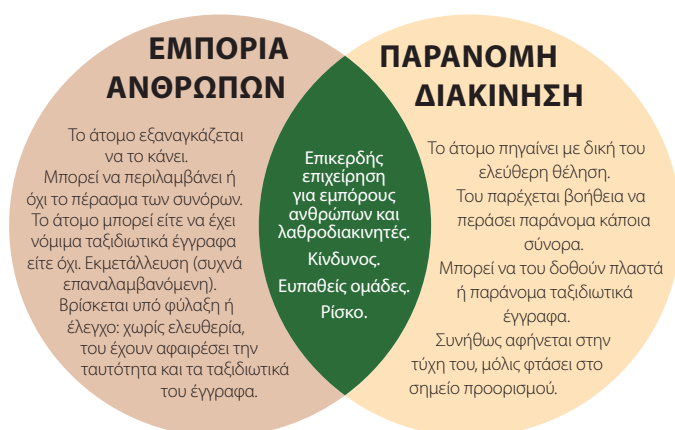 ΕΜΠΟΡΙΑ
ΑΝΘΡΩΠΩΝ
Το άτομο εξαναγκάζεται
να το κάνει.
Μπορεί να περιλαμβάνει ή
όχι το πέρασμα των συνόρων.
Το άτομο μπορεί είτε να έχει
νόμιμα ταξιδιωτικά έγγραφα
είτε όχι. Εκμετάλλευση (συχνά
επαναλαμβανόμενη).
Βρίσκεται υπό φύλαξη ή
έλεγχο: χωρίς ελευθερία,
του έχουν αφαιρέσει την
ταυτότητα και τα ταξιδιωτικά
του έγγραφα.
Επικερδής
επιχείρηση
για εμπόρους
ανθρώπων και
λαθροδιακινητές.
Κίνδυνος.
Ευπαθείς ομάδες.
Ρίσκο.
ΠΑΡΑΝΟΜΗ
ΔΙΑΚΙΝΗΣΗ
Το άτομο πηγαίνει με δική του
ελεύθερη θέληση.
Του παρέχεται βοήθεια να
περάσει παράνομα κάποια
σύνορα.
Μπορεί να του δοθούν πλαστά
ή παράνομα ταξιδιωτικά
έγγραφα.
Συνήθως αφήνεται στην
τύχη του, μόλις φτάσει στο
σημείο προορισμού.